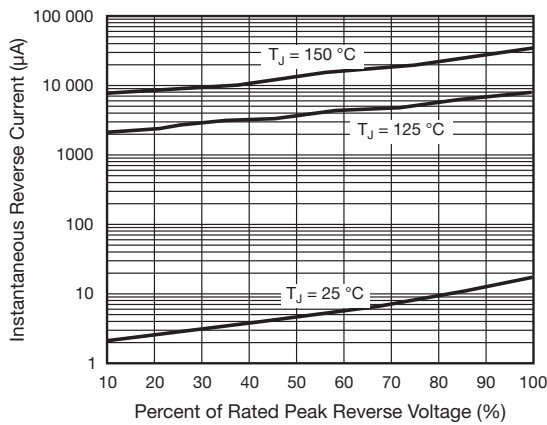 Instantaneous Reverse Current (µA)
100 000
10 000
1000
100
10
1
T_J = 150 °C
T_J = 125 °C
T_J = 25 °C
10 20 30 40 50 60 70 80 90 100
Percent of Rated Peak Reverse Voltage (%)